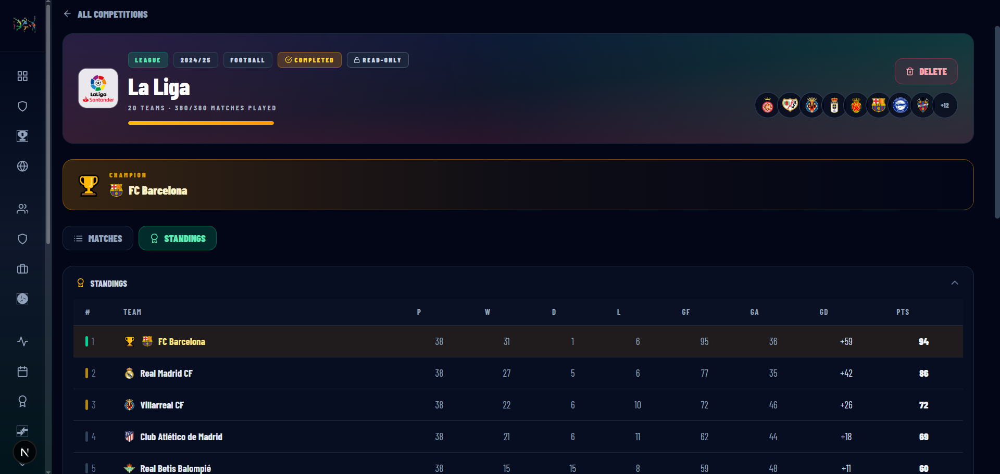 ALL COMPETITIONS
LEAGUE 2024/25 FOOTBALL COMPLETED READ-ONLY
DELETE
LaLiga
Santander
La Liga
20 TEAMS · 380/380 MATCHES PLAYED
+12
CHAMPION
FC Barcelona
MATCHES STANDINGS
STANDINGS
# TEAM P W D L GF GA GD PTS
1 FC Barcelona 38 31 1 6 95 36 +59 94
2 Real Madrid CF 38 27 5 6 77 35 +42 86
3 Villarreal CF 38 22 6 10 72 46 +26 72
4 Club Atlético de Madrid 38 21 6 11 62 44 +18 69
5 Real Betis Balompié 38 15 15 8 59 48 +11 60
N